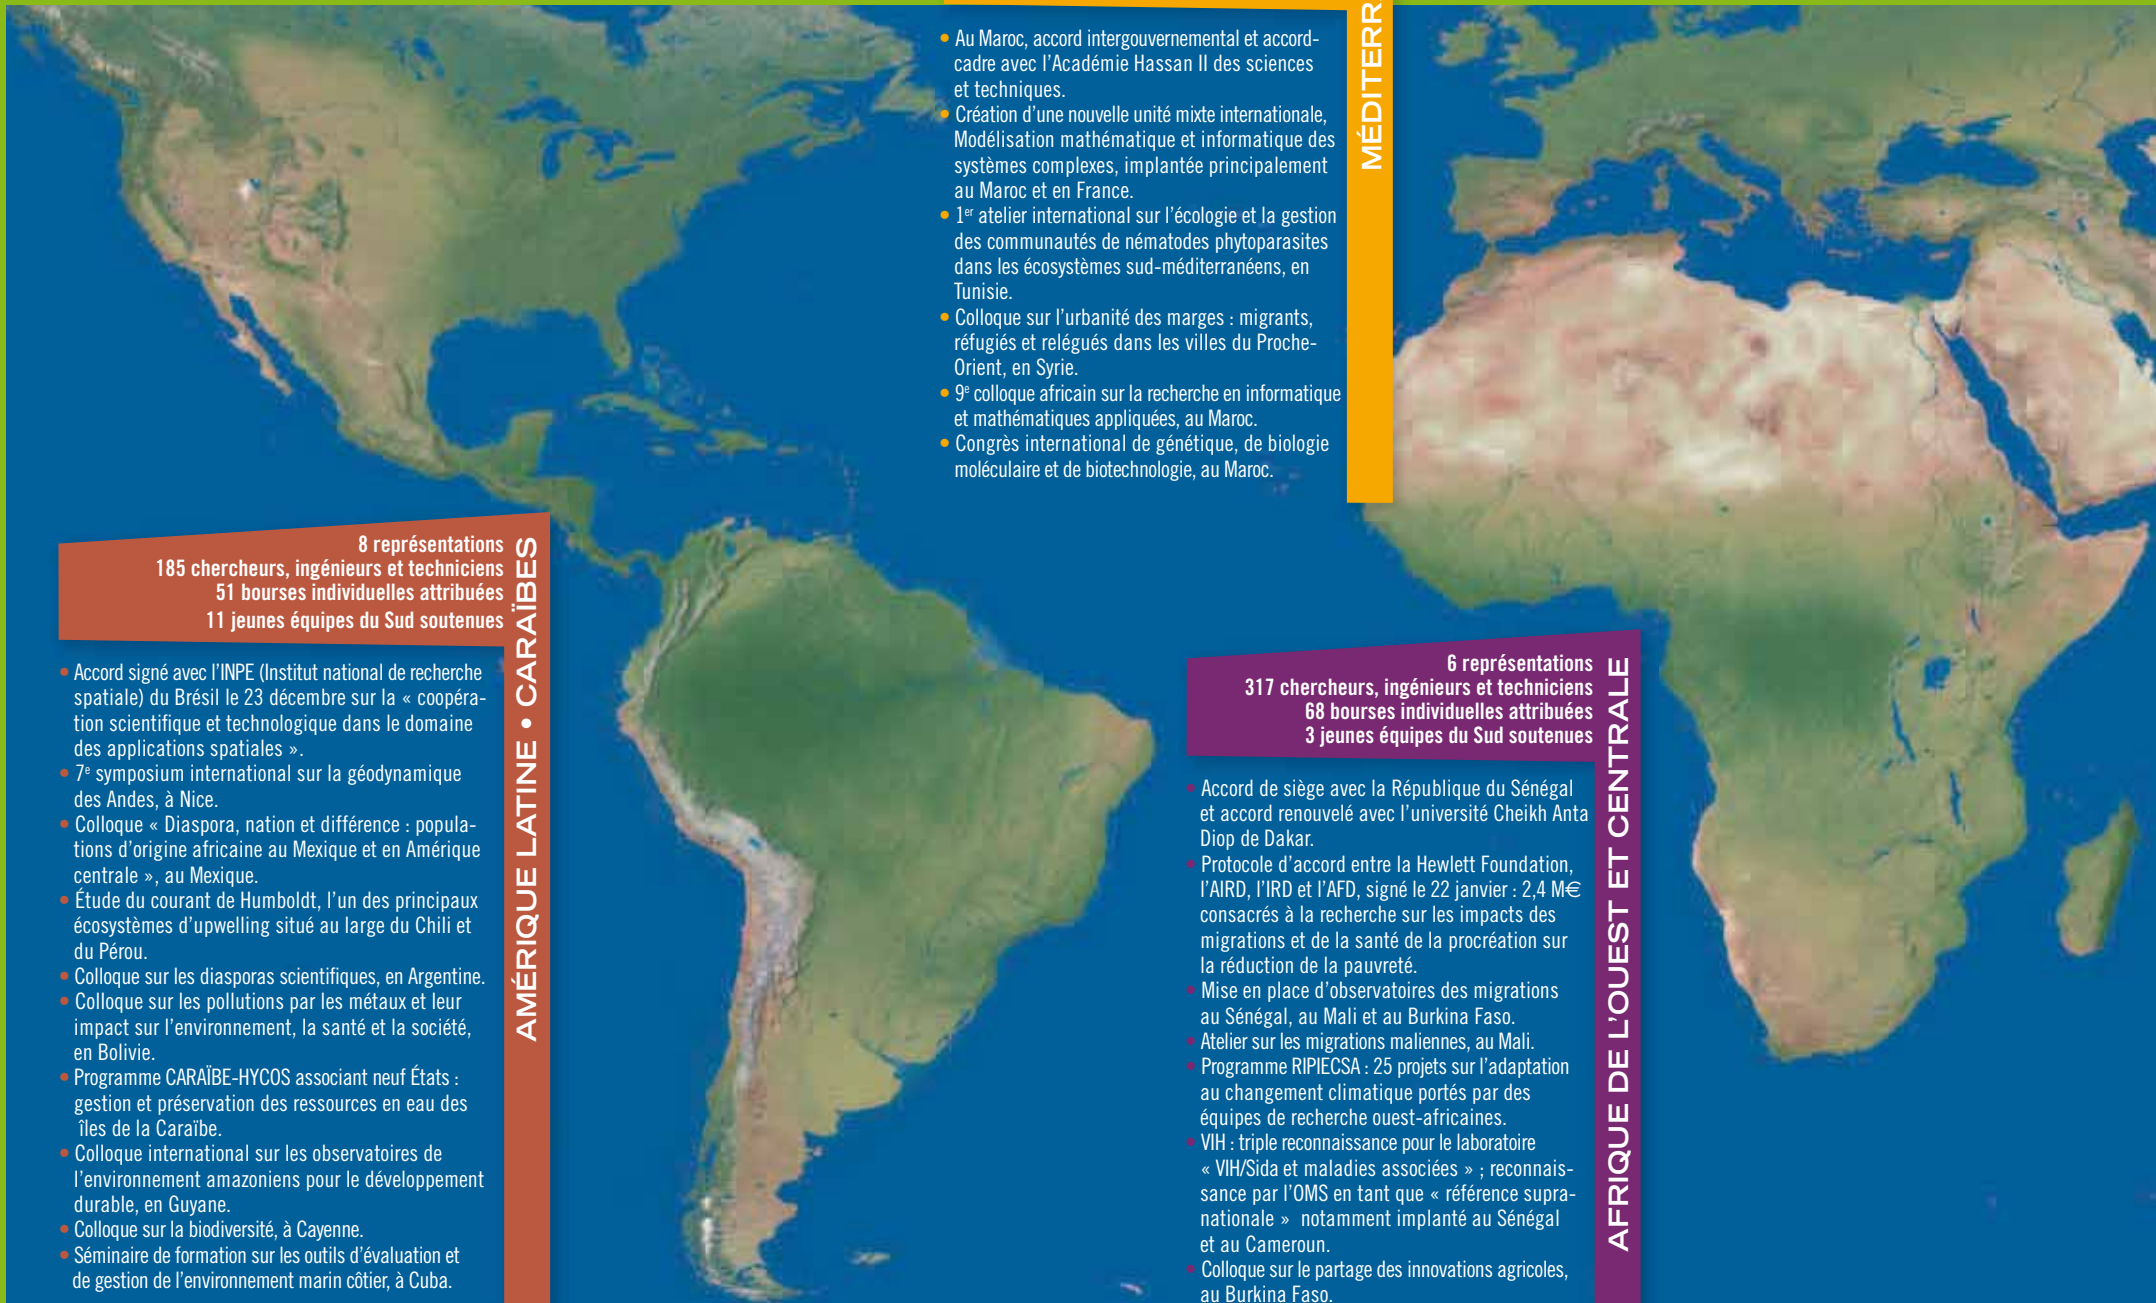 • Au Maroc, accord intergouvernemental et accord-
cadre avec l'Académie Hassan II des sciences
et techniques.
• Création d'une nouvelle unité mixte internationale,
Modélisation mathématique et informatique des
systèmes complexes, implantée principalement
au Maroc et en France.
• 1er atelier international sur l'écologie et la gestion
des communautés de nématodes phytoparasites
dans les écosystèmes sud-méditerranéens, en
Tunisie.
• Colloque sur l'urbanité des marges : migrants,
réfugiés et relégués dans les villes du Proche-
Orient, en Syrie.
• 9e colloque africain sur la recherche en informatique
et mathématiques appliquées, au Maroc.
• Congrès international de génétique, de biologie
moléculaire et de biotechnologie, au Maroc.
MÉDITERR
8 représentations
185 chercheurs, ingénieurs et techniciens
51 bourses individuelles attribuées
11 jeunes équipes du Sud soutenues
AMÉRIQUE LATINE • CARAÏBES
• Accord signé avec l'INPE (Institut national de recherche
spatiale) du Brésil le 23 décembre sur la « coopéra-
tion scientifique et technologique dans le domaine
des applications spatiales ».
• 7e symposium international sur la géodynamique
des Andes, à Nice.
• Colloque « Diaspora, nation et différence : popula-
tions d'origine africaine au Mexique et en Amérique
centrale », au Mexique.
• Étude du courant de Humboldt, l'un des principaux
écosystèmes d'upwelling situé au large du Chili et
du Pérou.
• Colloque sur les diasporas scientifiques, en Argentine.
• Colloque sur les pollutions par les métaux et leur
impact sur l'environnement, la santé et la société,
en Bolivie.
• Programme CARAÏBE-HYCOS associant neuf États :
gestion et préservation des ressources en eau des
îles de la Caraïbe.
• Colloque international sur les observatoires de
l'environnement amazoniens pour le développement
durable, en Guyane.
• Colloque sur la biodiversité, à Cayenne.
• Séminaire de formation sur les outils d'évaluation et
de gestion de l'environnement marin côtier, à Cuba.
6 représentations
317 chercheurs, ingénieurs et techniciens
68 bourses individuelles attribuées
3 jeunes équipes du Sud soutenues
AFRIQUE DE L'OUEST ET CENTRALE
• Accord de siège avec la République du Sénégal
et accord renouvelé avec l'université Cheikh Anta
Diop de Dakar.
• Protocole d'accord entre la Hewlett Foundation,
l'AIRD, l'IRD et l'AFD, signé le 22 janvier : 2,4 M€
consacrés à la recherche sur les impacts des
migrations et de la santé de la procréation sur
la réduction de la pauvreté.
• Mise en place d'observatoires des migrations
au Sénégal, au Mali et au Burkina Faso.
• Atelier sur les migrations maliennes, au Mali.
• Programme RIPIECSA : 25 projets sur l'adaptation
au changement climatique portés par des
équipes de recherche ouest-africaines.
• VIH : triple reconnaissance pour le laboratoire
« VIH/Sida et maladies associées » ; reconnais-
sance par l'OMS en tant que « référence supra-
nationale » notamment implanté au Sénégal
et au Cameroun.
• Colloque sur le partage des innovations agricoles,
au Burkina Faso.